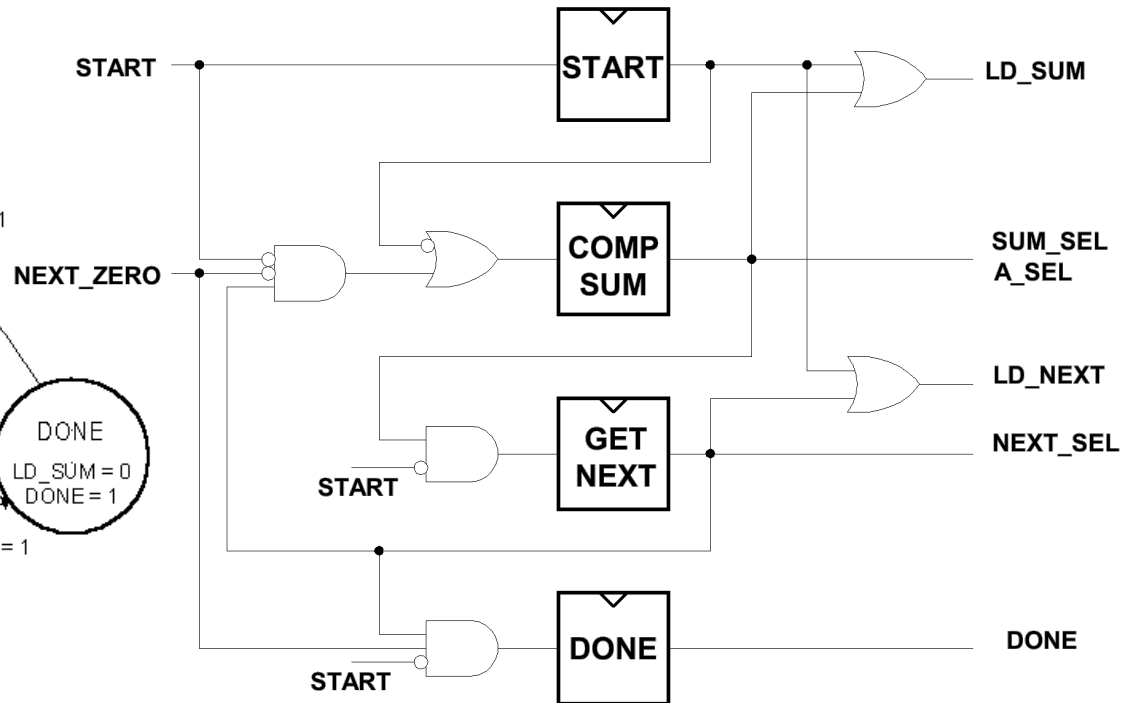 START
START
LD_SUM
1
NEXT_ZERO
COMP
SUM
SUM_SEL
A_SEL
LD_NEXT
DONE
LD_SUM = 0
DONE = 1
= 1
GET
NEXT
NEXT_SEL
START
DONE
DONE
START